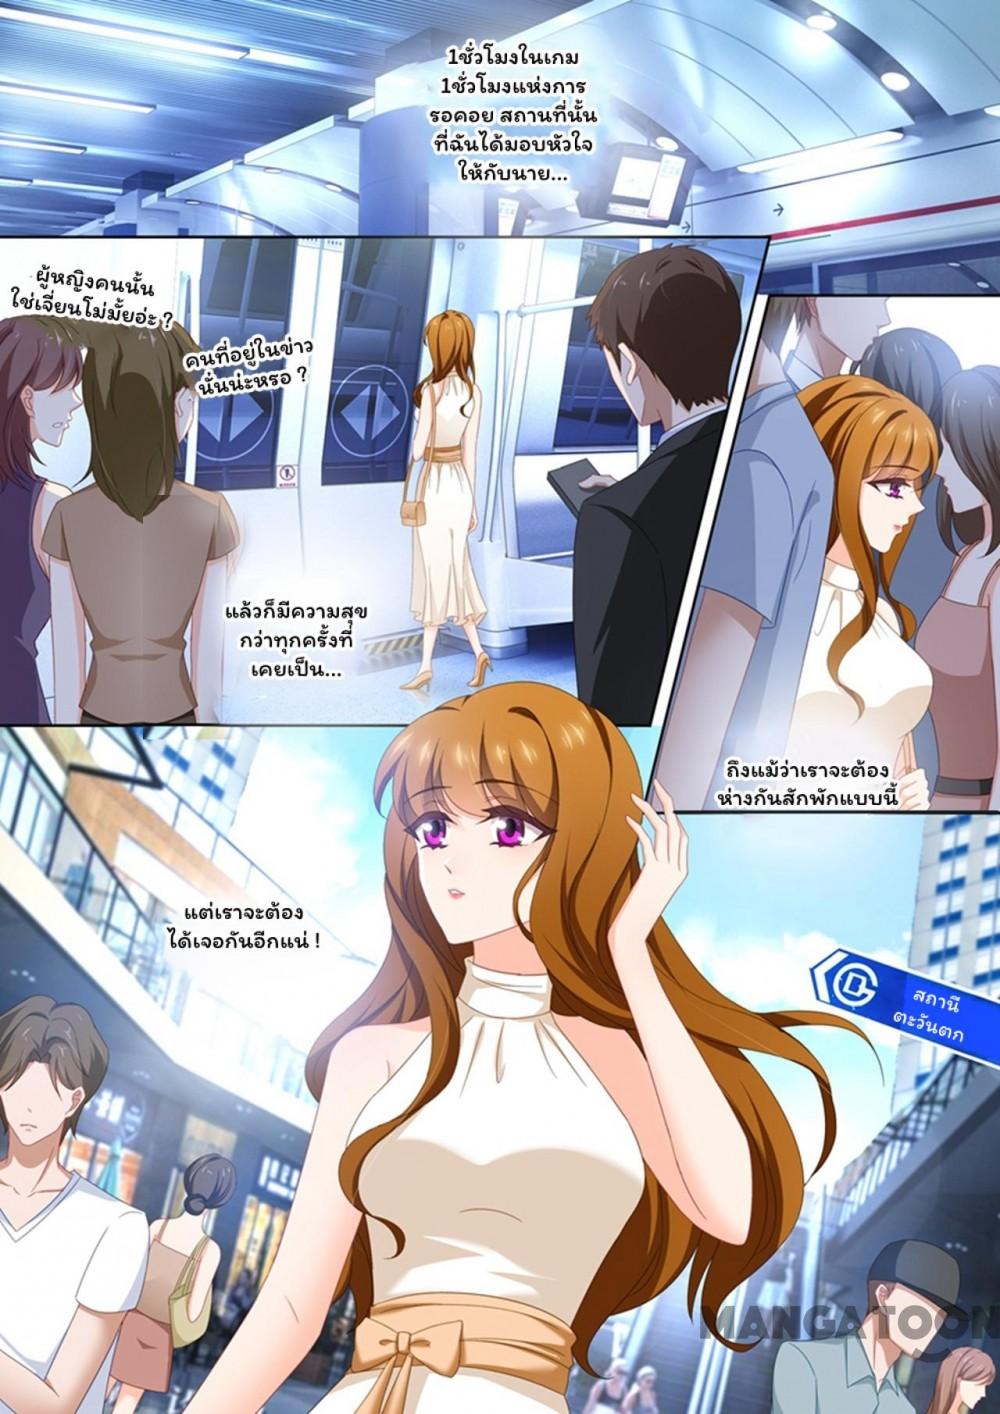 1ชั่วโมงในเกม
1ชั่วโมงแห่งการ
รอคอย สถานที่นั้น
ที่ฉันได้มอบหัวใจ
ให้กับนาย...
ผู้หญิงคนนั้น
ใช่เจี่ยนโม่มั้ยอ่ะ ?
คนที่อยู่ในข่าว
นั่นน่ะหรอ ?
แล้วก็มีความสุข
กว่าทุกครั้งที่
เคยเป็น...
ถึงแม้ว่าเราจะต้อง
ห่างกันสักพักแบบนี้
แต่เราจะต้อง
ได้เจอกันอีกแน่ !
สถานี
ตะวันตก
MANGATOON